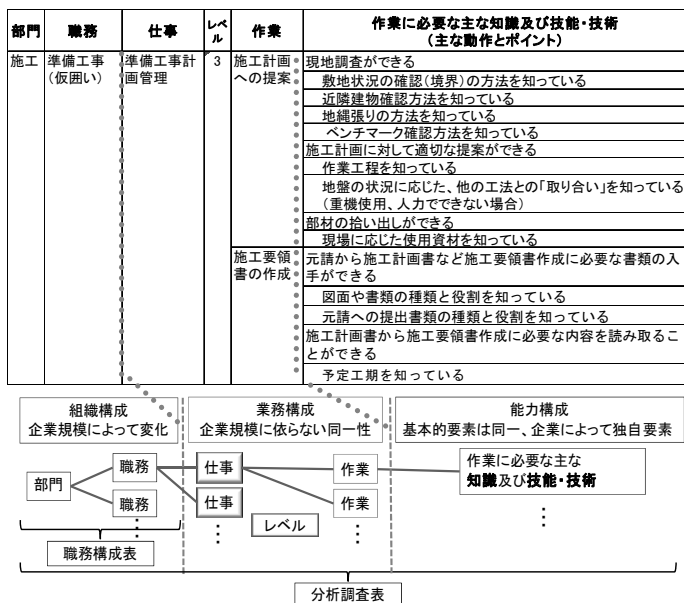 部門
職務
仕事
レベ
ル
作業
作業に必要な主な知識及び技能・技術
(主な動作とポイント)
施工
準備工事
(仮囲い)
準備工事計
画管理
3
施工計画
への提案
現地調査ができる
敷地状況の確認(境界)の方法を知っている
近隣建物確認方法を知っている
地縄張りの方法を知っている
ベンチマーク確認方法を知っている
施工計画に対して適切な提案ができる
作業工程を知っている
地盤の状況に応じた、他の工法との「取り合い」を知っている
(重機使用、人力でできない場合)
部材の拾い出しができる
現場に応じた使用資材を知っている
施工要領
書の作成
元請から施工計画書など施工要領書作成に必要な書類の入
手ができる
図面や書類の種類と役割を知っている
元請への提出書類の種類と役割を知っている
施工計画書から施工要領書作成に必要な内容を読み取るこ
とができる
予定工期を知っている
組織構成
企業規模によって変化
業務構成
企業規模に依らない同一性
能力構成
基本的要素は同一、企業によって独自要素
部門
職務
職務
仕事
仕事
レベル
作業
作業
作業に必要な主な
知識及び技能・技術
職務構成表
分析調査表